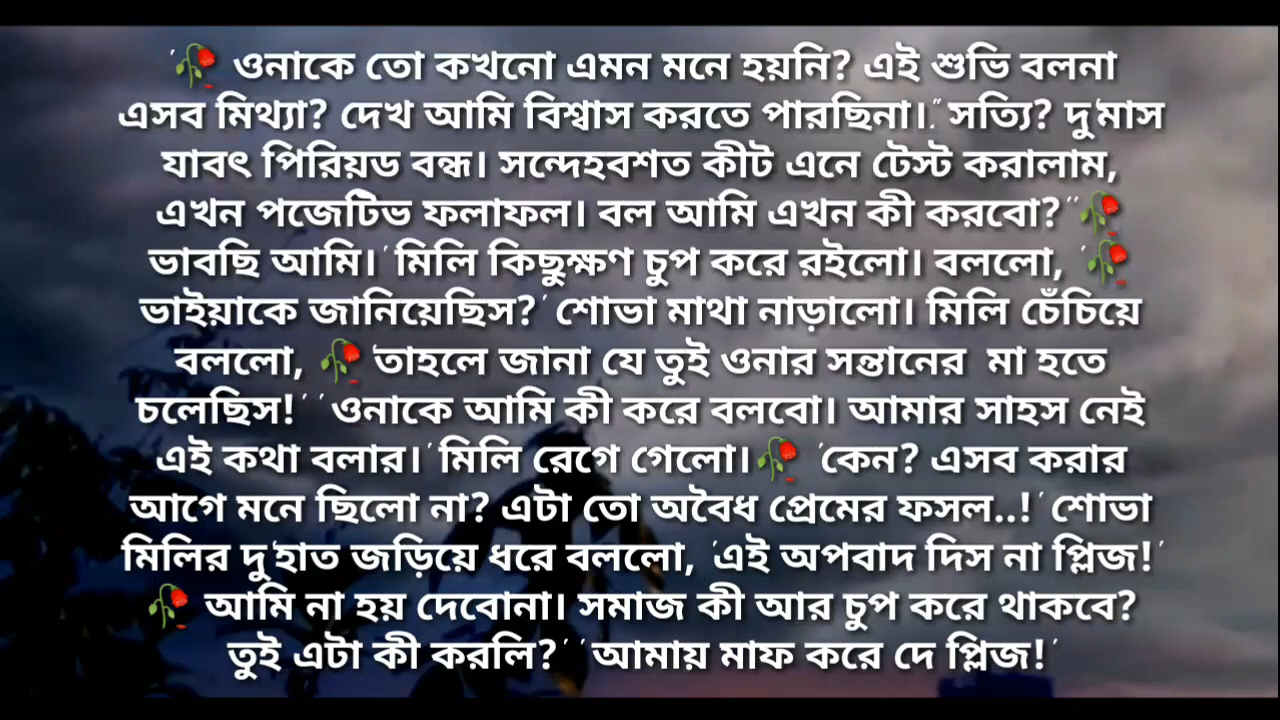 '🥀 ওনাকে তো কখনো এমন মনে হয়নি? এই শুভি বলনা
এসব মিথ্যা? দেখ আমি বিশ্বাস করতে পারছিনা।." সত্যি? দু'মাস
যাবৎ পিরিয়ড বন্ধ। সন্দেহবশত কীট এনে টেস্ট করালাম,
এখন পজেটিভ ফলাফল। বল আমি এখন কী করবো?''🥀
ভাবছি আমি।' মিলি কিছুক্ষণ চুপ করে রইলো। বললো, '🥀
ভাইয়াকে জানিয়েছিস?' শোভা মাথা নাড়ালো। মিলি চেঁচিয়ে
বললো, 🥀 'তাহলে জানা যে তুই ওনার সন্তানের মা হতে
চলেছিস!' 'ওনাকে আমি কী করে বলবো। আমার সাহস নেই
এই কথা বলার।' মিলি রেগে গেলো।🥀 'কেন? এসব করার
আগে মনে ছিলো না? এটা তো অবৈধ প্রেমের ফসল..!' শোভা
মিলির দু'হাত জড়িয়ে ধরে বললো, 'এই অপবাদ দিস না প্লিজ!'
🥀 আমি না হয় দেবোনা। সমাজ কী আর চুপ করে থাকবে?
তুই এটা কী করলি?' 'আমায় মাফ করে দে প্লিজ!'